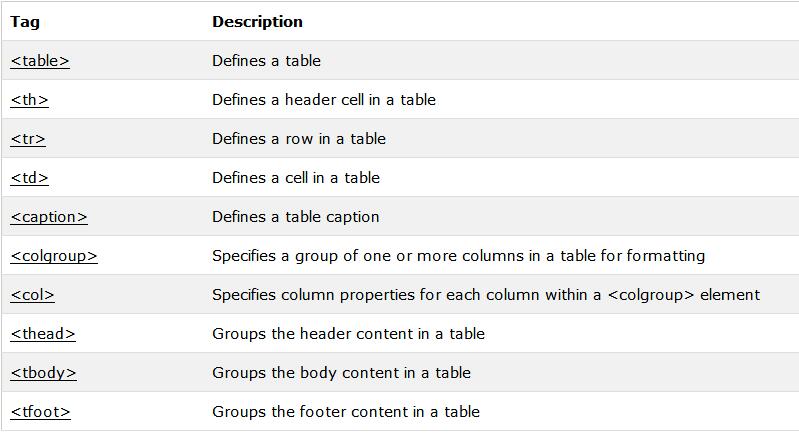 Tag Description
<table> Defines a table
<th> Defines a header cell in a table
<tr> Defines a row in a table
<td> Defines a cell in a table
<caption> Defines a table caption
<colgroup> Specifies a group of one or more columns in a table for formatting
<col> Specifies column properties for each column within a <colgroup> element
<thead> Groups the header content in a table
<tbody> Groups the body content in a table
<tfoot> Groups the footer content in a table